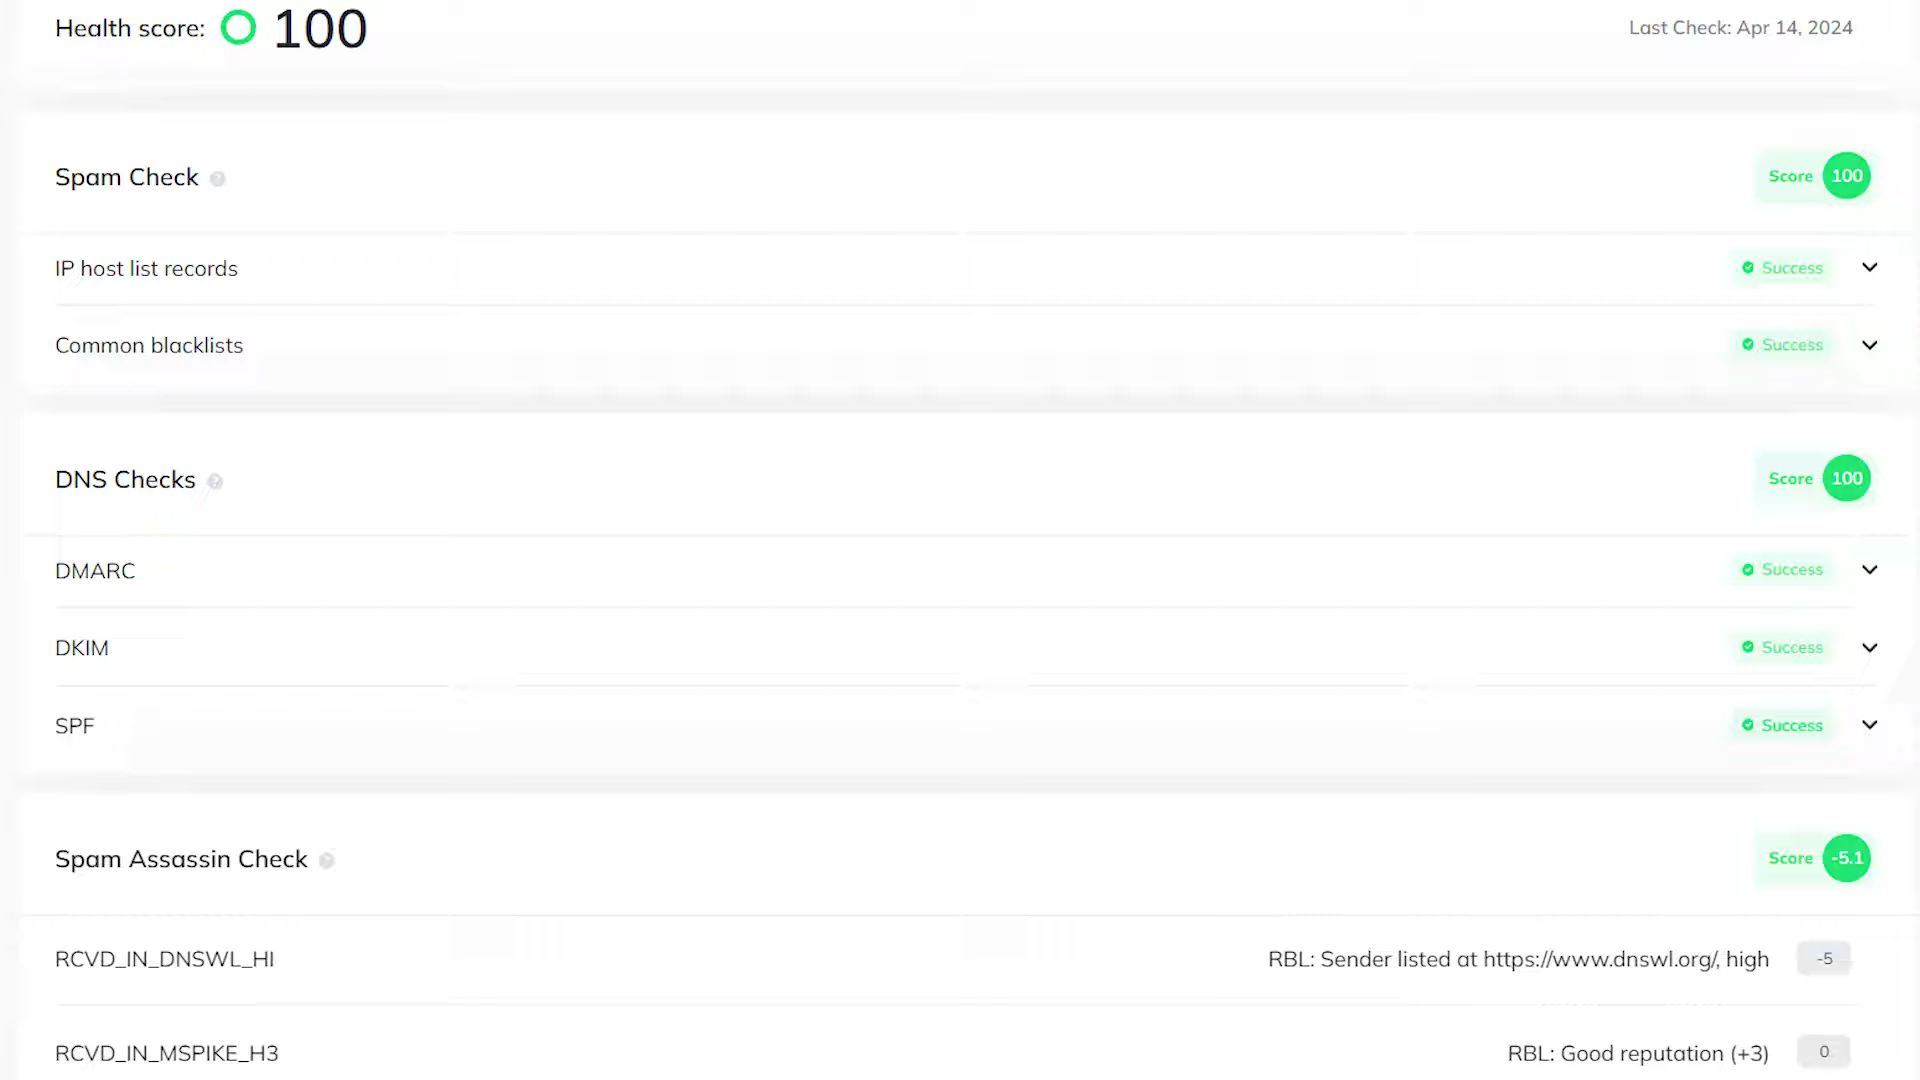 Health score: 100
Last Check: Apr 14, 2024
Spam Check
Score 100
IP host list records
Success
Common blacklists
Success
DNS Checks
Score 100
DMARC
Success
DKIM
Success
SPF
Success
Spam Assassin Check
Score -5.1
RCVD_IN_DNSWL_HI
RBL: Sender listed at https://www.dnswl.org/, high
-5
RCVD_IN_MSPIKE_H3
RBL: Good reputation (+3)
0